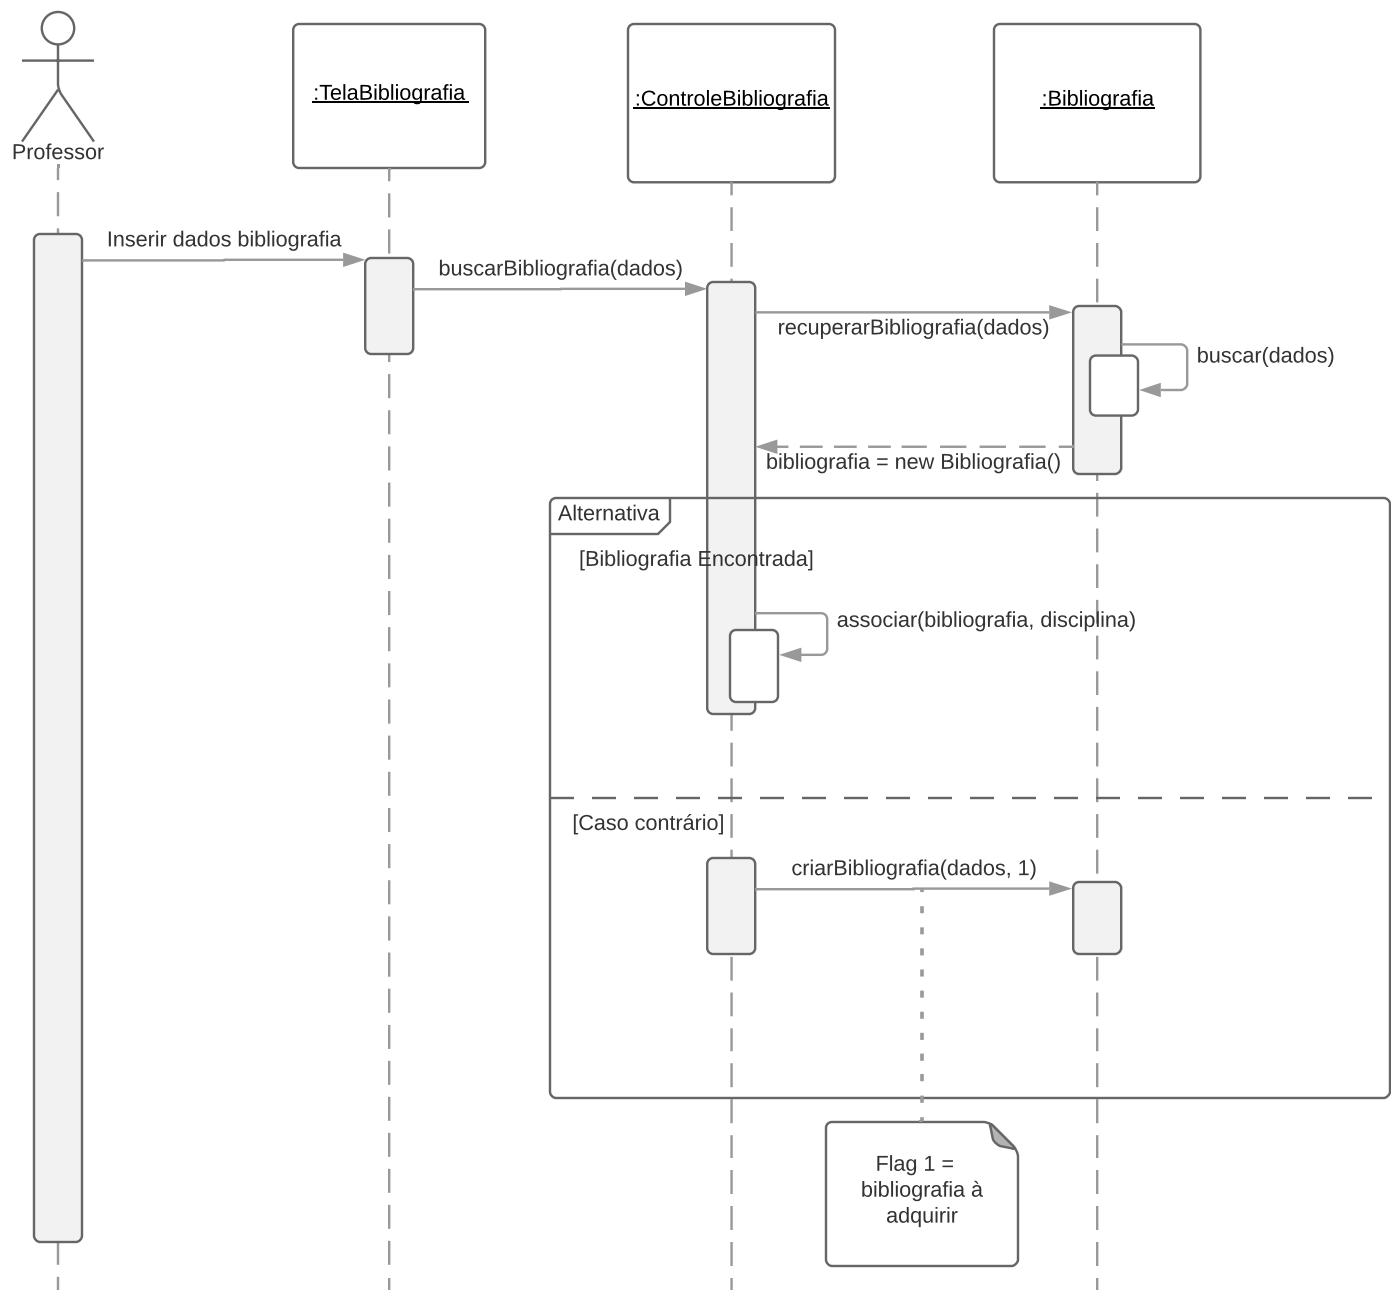 Professor
:TelaBibliografia
:ControleBibliografia
:Bibliografia
Inserir dados bibliografia
buscarBibliografia(dados)
recuperarBibliografia(dados)
buscar(dados)
bibliografia = new Bibliografia()
Alternativa
[Bibliografia Encontrada]
associar(bibliografia, disciplina)
[Caso contrário]
criarBibliografia(dados, 1)
Flag 1 =
bibliografia à
adquirir